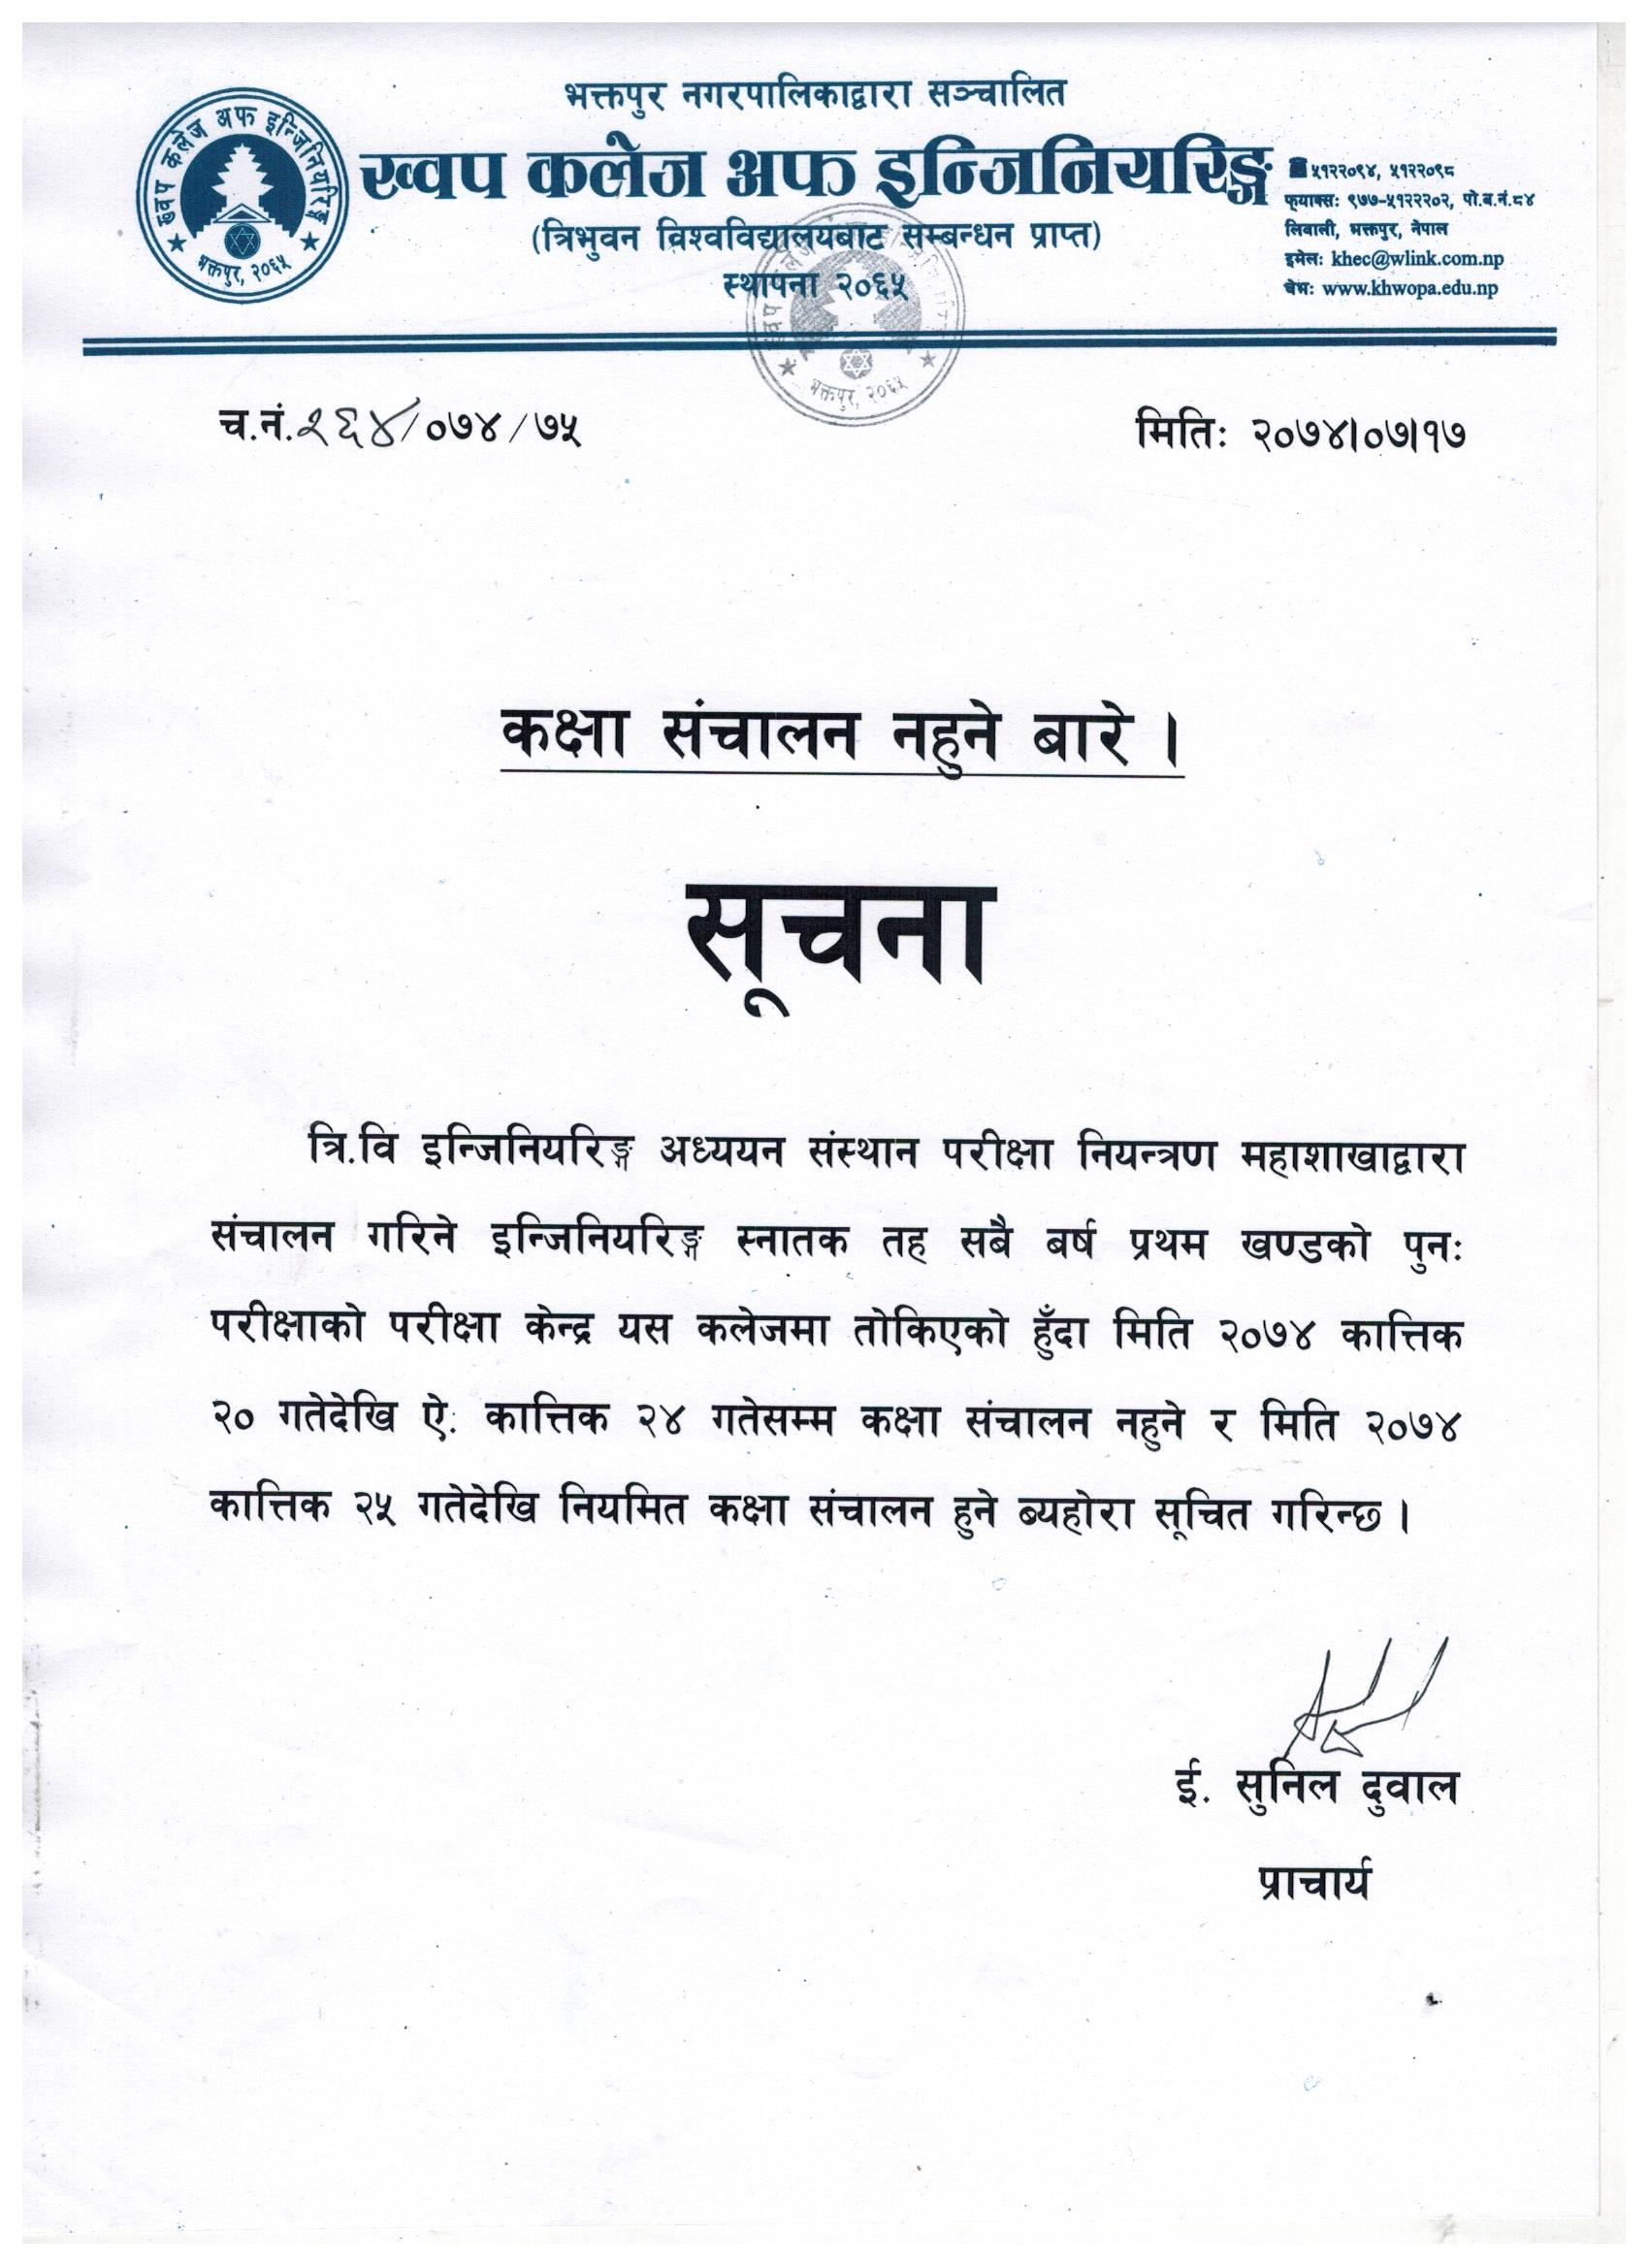 भक्तपुर नगरपालिकाद्वारा सञ्चालित
ख्वप कलेज अफ इन्जिनियरिङ्ग
(त्रिभुवन विश्वविद्यालयबाट सम्बन्धन प्राप्त)
स्थापना २०६५
ख्वप कलेज अफ इन्जिनियरिङ्ग
भक्तपुर, २०६५
☎५१२२०९४, ५१२२०९८
फ्याक्सः ९७७-५१२२२०२, पो.ब.नं.८४
लिवाली, भक्तपुर, नेपाल
इमेलः khec@wlink.com.np
वेभः www.khwopa.edu.np
भक्तपुर, २०६५
च.नं.२६४/०७४/७५
मितिः २०७४।०७।१७
कक्षा संचालन नहुने बारे ।
सूचना
त्रि.वि इन्जिनियरिङ्ग अध्ययन संस्थान परीक्षा नियन्त्रण महाशाखाद्वारा
संचालन गरिने इन्जिनियरिङ्ग स्नातक तह सबै बर्ष प्रथम खण्डको पुनः
परीक्षाको परीक्षा केन्द्र यस कलेजमा तोकिएको हुँदा मिति २०७४ कात्तिक
२० गतेदेखि ऐ. कात्तिक २४ गतेसम्म कक्षा संचालन नहुने र मिति २०७४
कात्तिक २५ गतेदेखि नियमित कक्षा संचालन हुने ब्यहोरा सूचित गरिन्छ ।
ई. सुनिल दुवाल
प्राचार्य